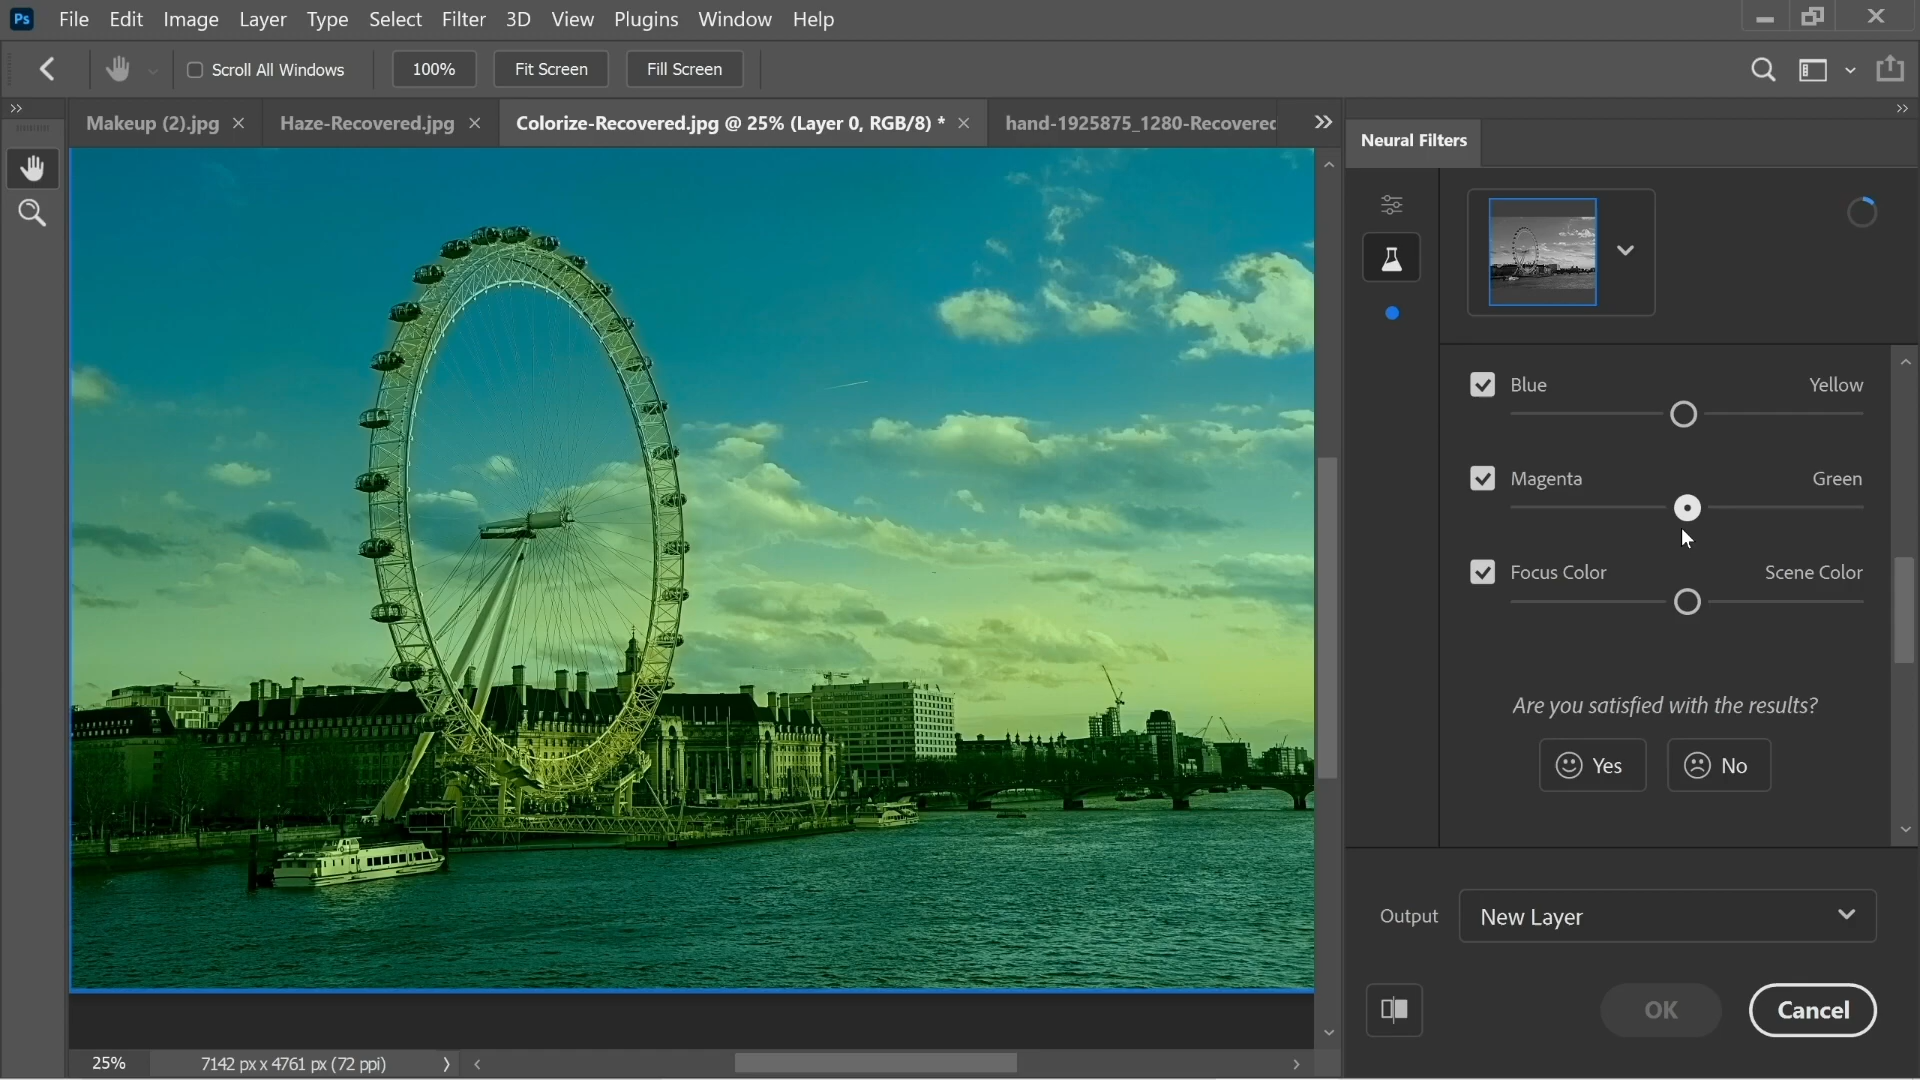 Ps File Edit Image Layer Type Select Filter 3D View Plugins Window Help
Scroll All Windows 100% Fit Screen Fill Screen
Makeup (2).jpg Haze-Recovered.jpg Colorize-Recovered.jpg @ 25% (Layer 0, RGB/8) * hand-1925875_1280-Recovered
Neural Filters
Blue Yellow
Magenta Green
Focus Color Scene Color
Are you satisfied with the results?
Yes No
Output New Layer
OK Cancel
25% 7142 px x 4761 px (72 ppi)